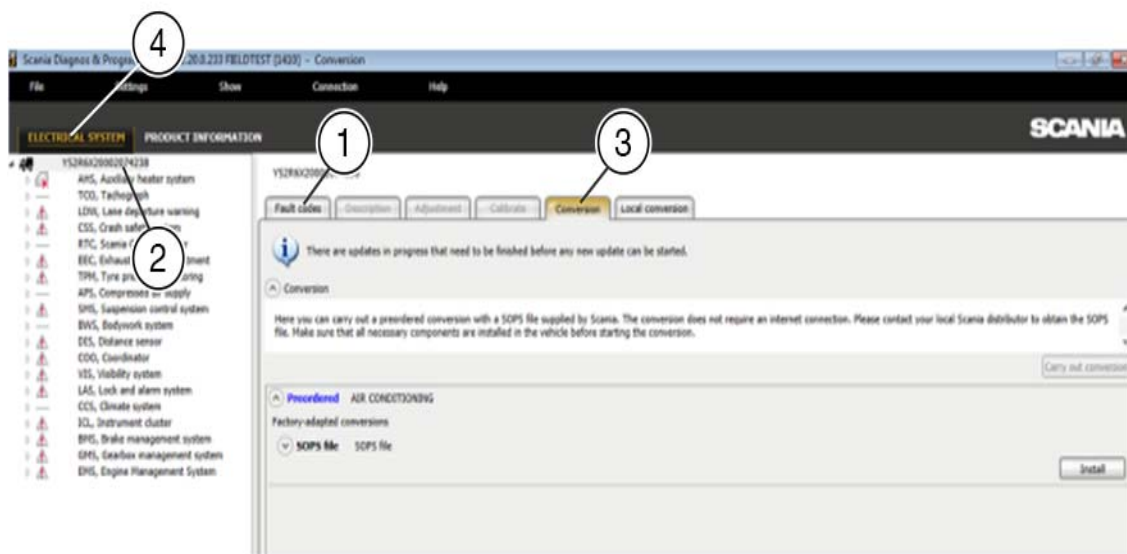 4
Scania Diagnos & Progr 20.0.233 FIELDTEST [1410] - Conversion
File Settings Show Connection Help
ELECTRICAL SYSTEM PRODUCT INFORMATION
SCANIA
1
3
YS2R6X20002074238
AHS, Auxiliary heater system
TCO, Tachograph
LDW, Lane departure warning
CSS, Crash safety
RTC, Scania
2
EEC, Exhaust
TPM, Tyre
APS, Compressed supply
SMS, Suspension control system
BWS, Bodywork system
DES, Distance sensor
COO, Coordinator
VIS, Visibility system
LAS, Lock and alarm system
CCS, Climate system
ICL, Instrument cluster
BMS, Brake management system
GMS, Gearbox management system
EMS, Engine Management System
Fault codes Description Adjustment Calibrate Conversion Local conversion
There are updates in progress that need to be finished before any new update can be started.
Conversion
Here you can carry out a preordered conversion with a SOPS file supplied by Scania. The conversion does not require an internet connection. Please contact your local Scania distributor to obtain the SOPS
file. Make sure that all necessary components are installed in the vehicle before starting the conversion.
Carry out conversion
Preordered AIR CONDITIONING
Factory-adapted conversions
SOPS file SOPS file
Install